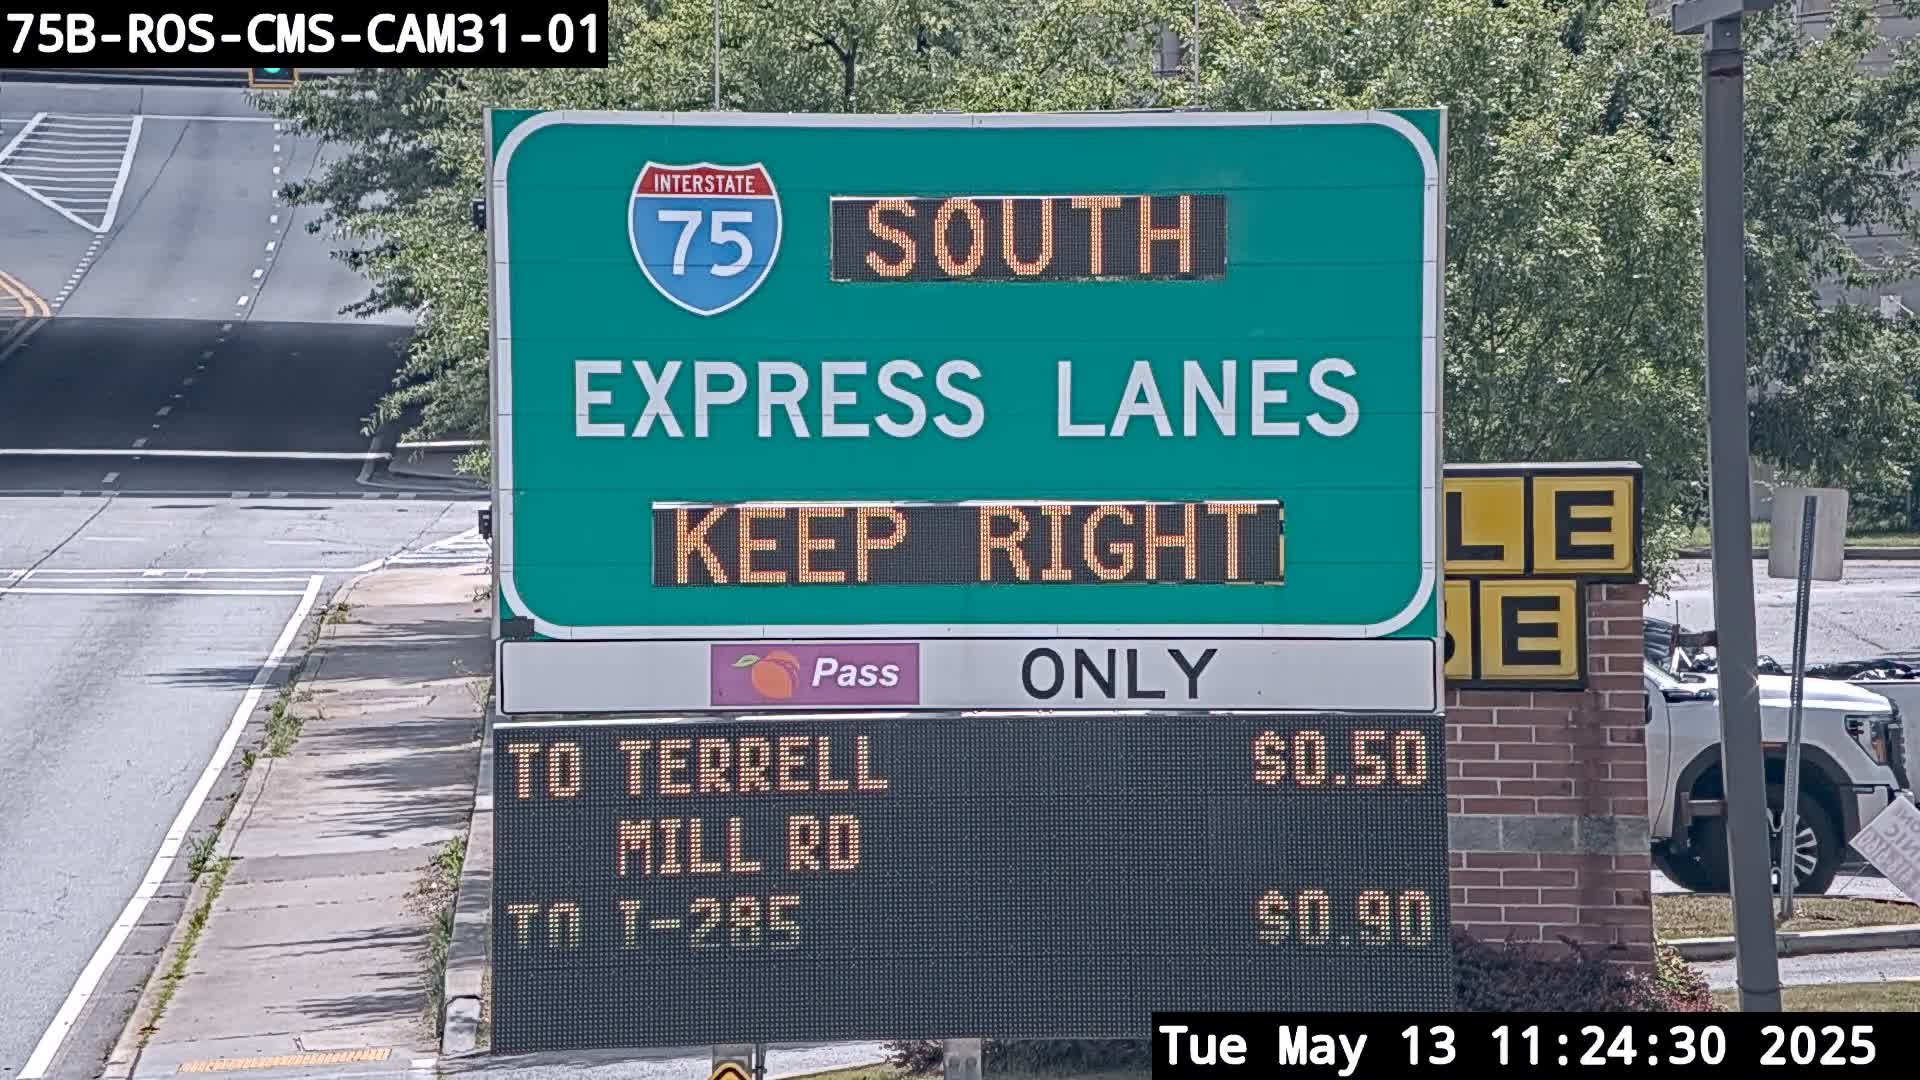 75B-ROS-CMS-CAM31-01
INTERSTATE
75
SOUTH
EXPRESS LANES
KEEP RIGHT
Pass ONLY
TO TERRELL $0.50
MILL RD
TO I-285 $0.90
LE
E
Tue May 13 11:24:30 2025